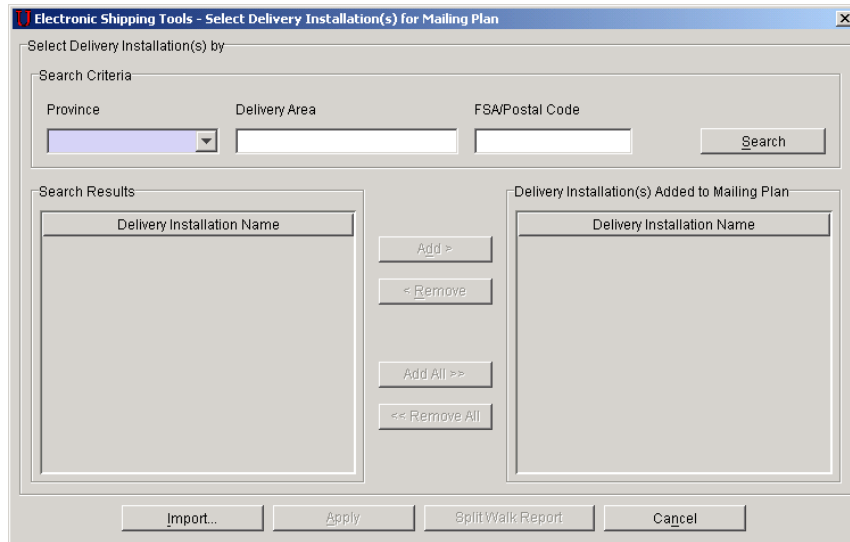 Electronic Shipping Tools - Select Delivery Installation(s) for Mailing Plan
Select Delivery Installation(s) by
Search Criteria
Province Delivery Area FSA/Postal Code
Search
Search Results Delivery Installation(s) Added to Mailing Plan
Delivery Installation Name Delivery Installation Name
Add >
< Remove
Add All >>
<< Remove All
Import... Apply Split Walk Report Cancel